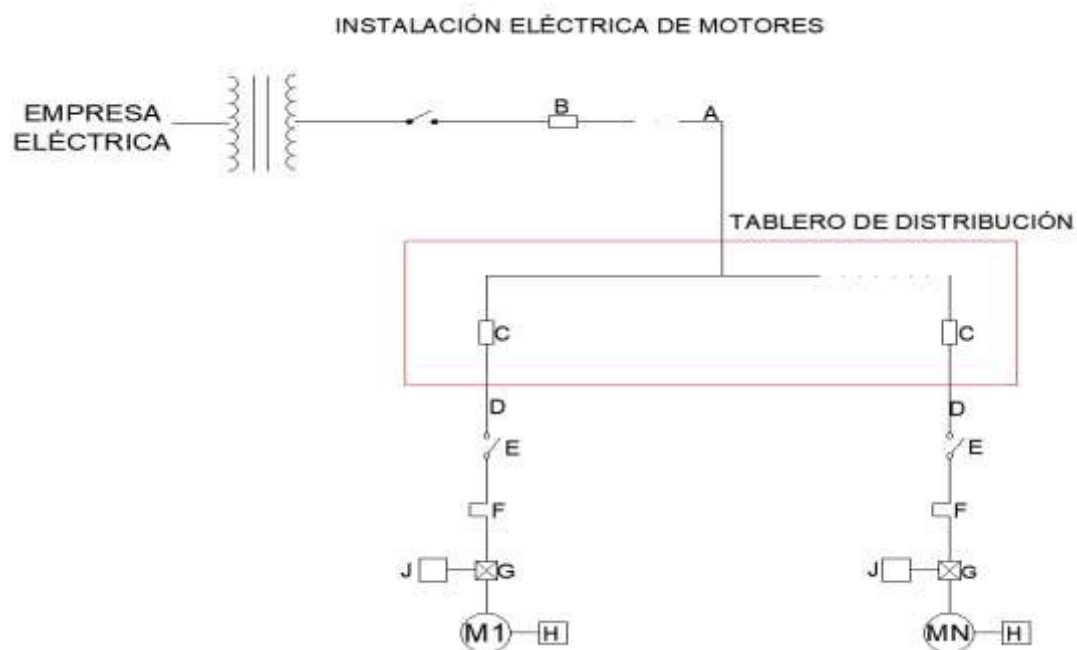 INSTALACIÓN ELÉCTRICA DE MOTORES
EMPRESA
ELÉCTRICA
B
A
TABLERO DE DISTRIBUCIÓN
C
C
D
D
E
E
F
F
J
G
J
G
M1
H
MN
H